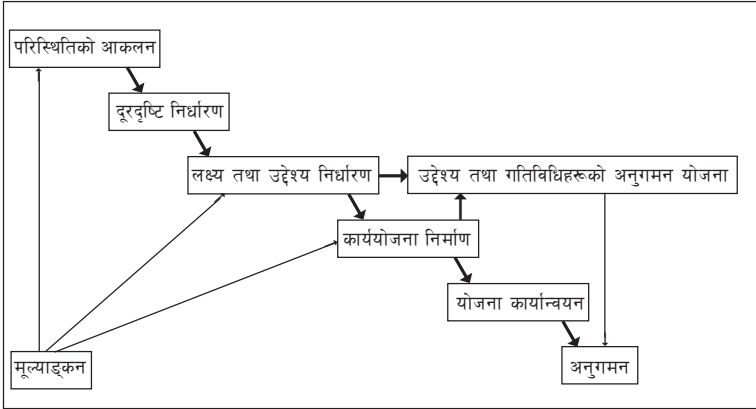 परिस्थितिको आकलन
दूरदृष्टि निर्धारण
लक्ष्य तथा उद्देश्य निर्धारण
उद्देश्य तथा गतिविधिहरूको अनुगमन योजना
कार्ययोजना निर्माण
योजना कार्यान्वयन
मूल्याङ्कन
अनुगमन